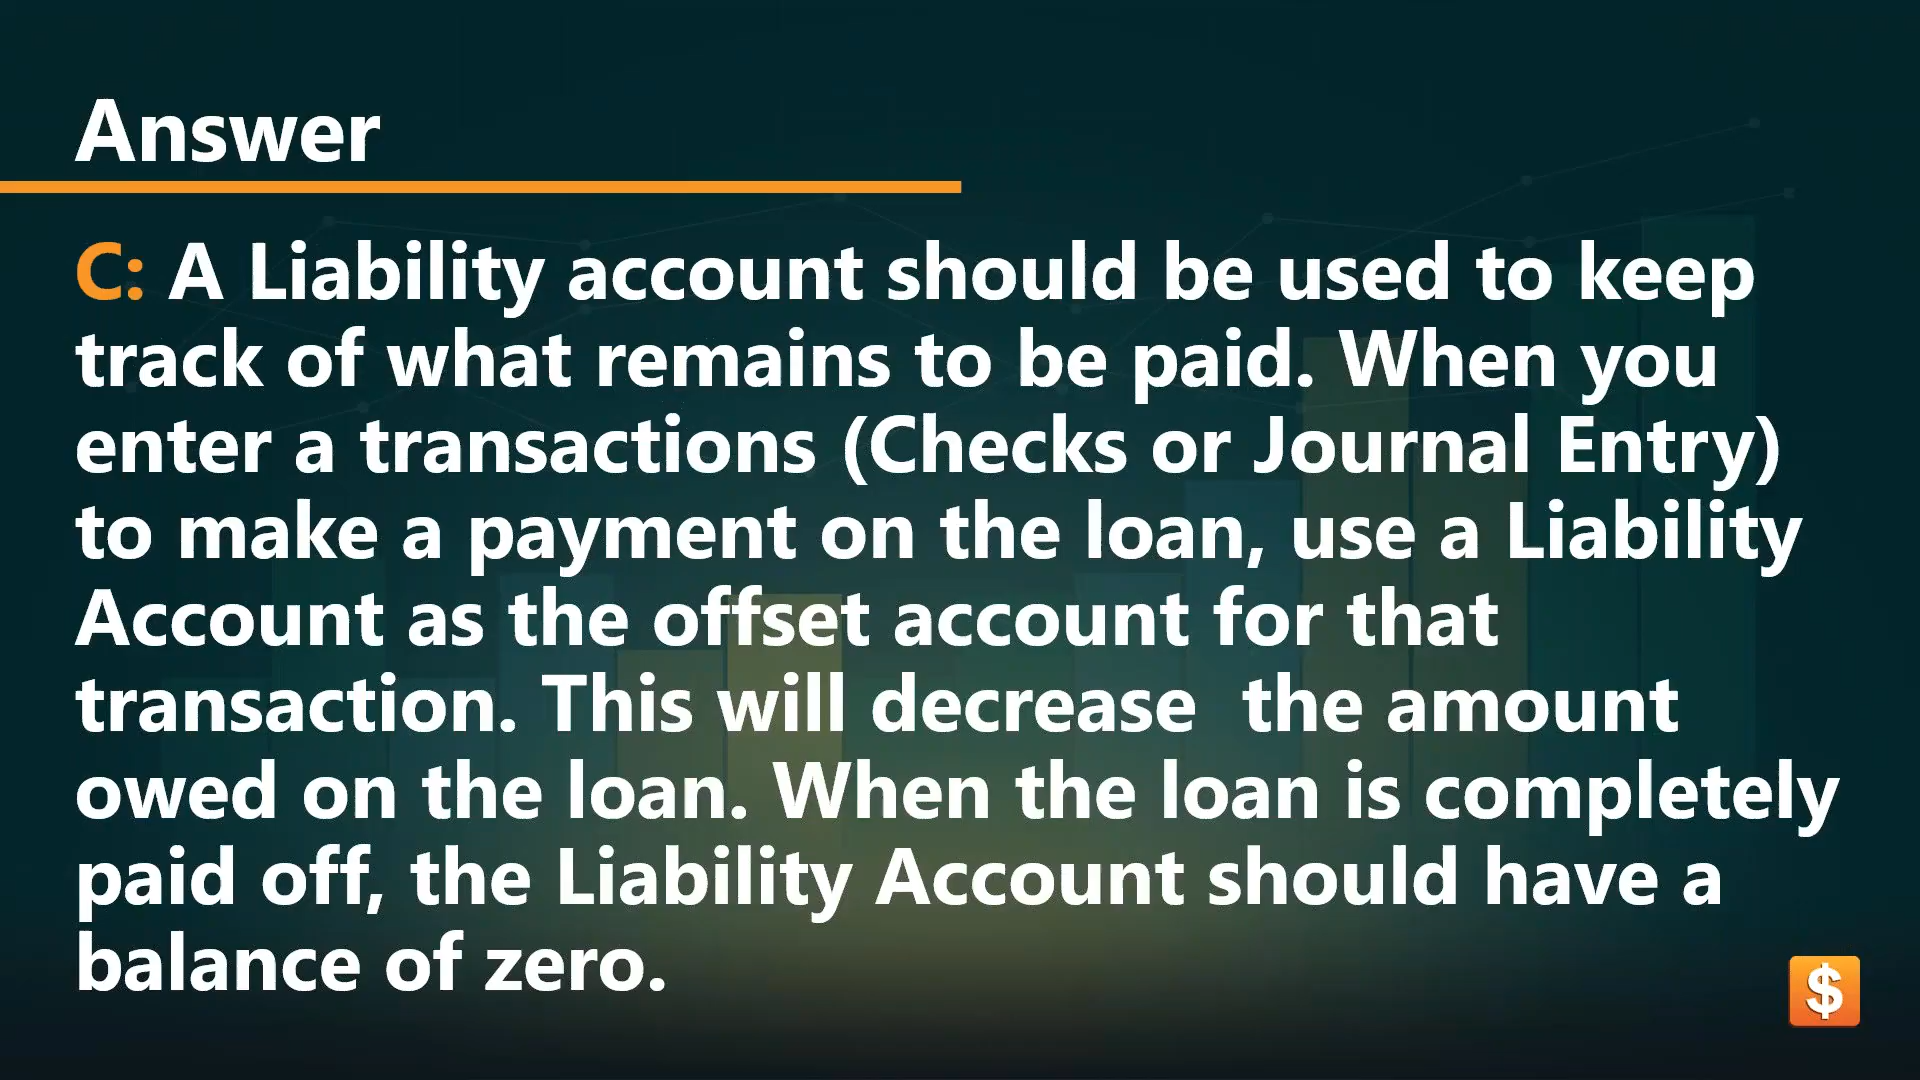 Answer
C: A Liability account should be used to keep
track of what remains to be paid. When you
enter a transactions (Checks or Journal Entry)
to make a payment on the loan, use a Liability
Account as the offset account for that
transaction. This will decrease  the amount
owed on the loan. When the loan is completely
paid off, the Liability Account should have a
balance of zero.
$